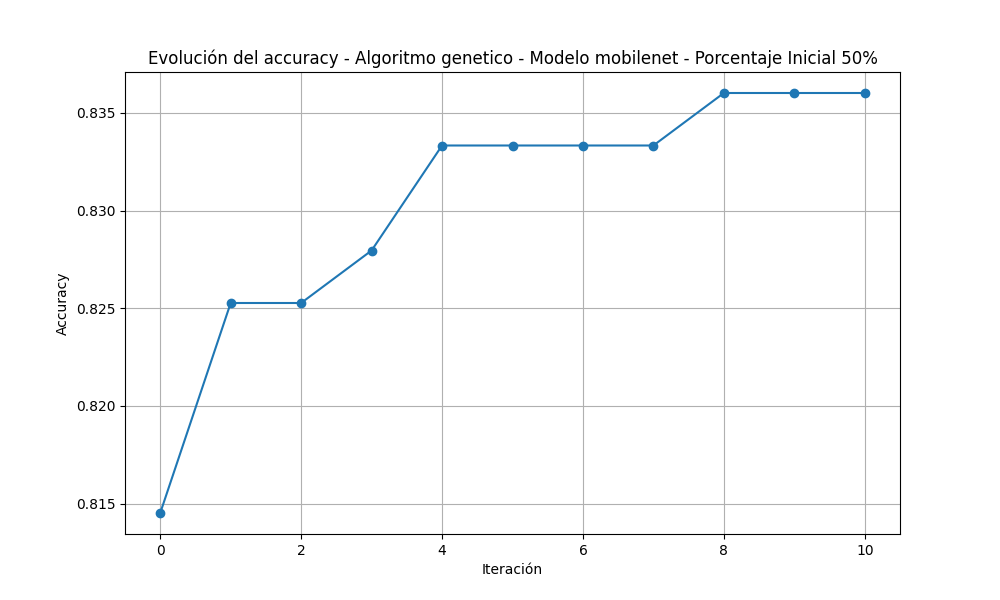 Evolución del accuracy - Algoritmo genetico - Modelo mobilenet - Porcentaje Inicial 50%
0.835
0.830
0.825
0.820
0.815
Accuracy
0 2 4 6 8 10
Iteración